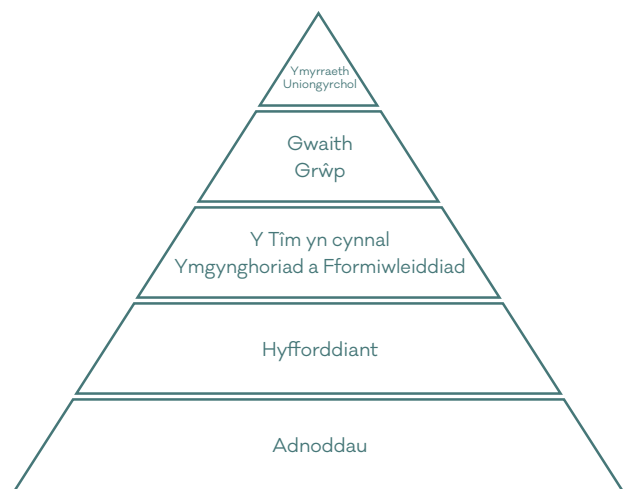 Ymyrraeth
Uniongyrchol
Gwaith
Grŵp
Y Tîm yn cynnal
Ymgynghoriad a Fformiwleiddiad
Hyfforddiant
Adnoddau